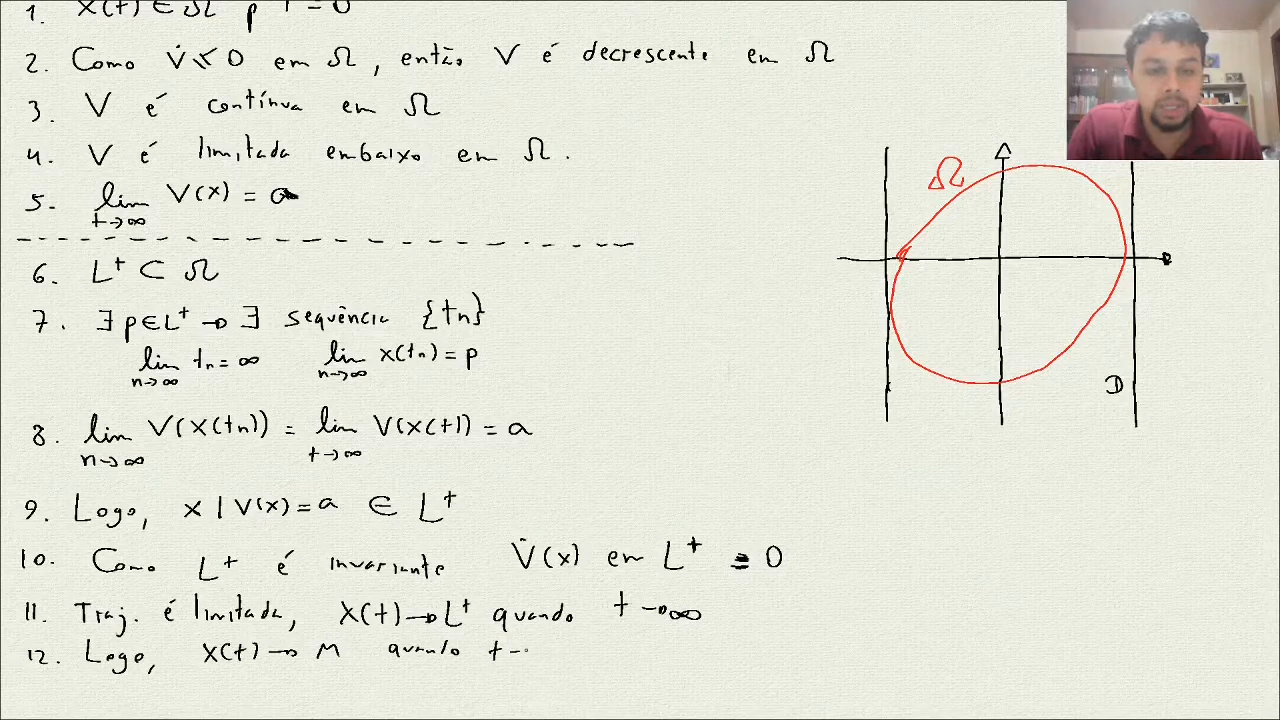 1. X(t) ∈ Ω p t = 0
2. Como V̇ ≤ 0 em Ω, então V é decrescente em Ω
3. V é contínua em Ω
4. V é limitada embaixo em Ω.
5. lim t→∞ V(x) = a
6. L⁺ ⊂ Ω
7. ∃ p∈L⁺ → ∃ sequência {tn}
lim n→∞ tn = ∞ lim n→∞ x(tn) = p
8. lim n→∞ V(x(tn)) = lim t→∞ V(x(t)) = a
9. Logo, x | V(x) = a ∈ L⁺
10. Como L⁺ é invariante V̇(x) em L⁺ = 0
11. Traj. é limitada, X(t) → L⁺ quando t → ∞
12. Logo, X(t) → M quando t -
Ω
D